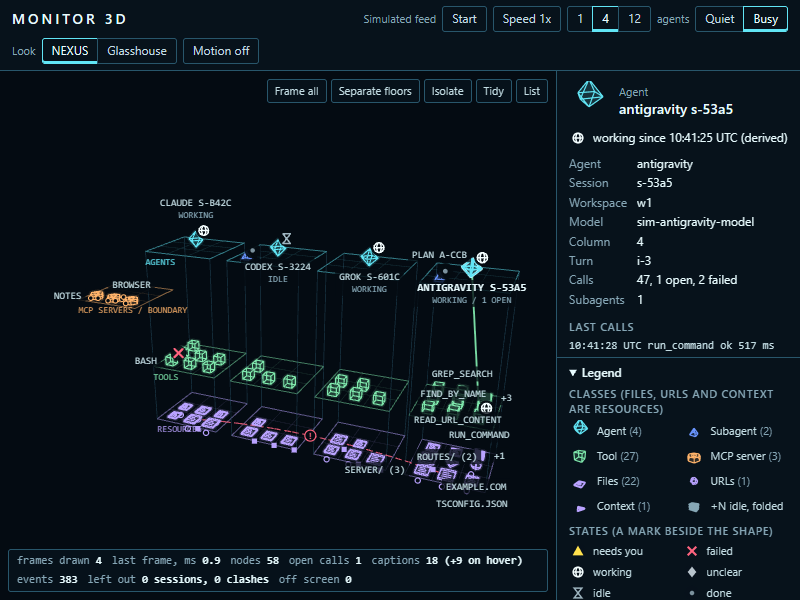 MONITOR 3D
Simulated feed Start Speed 1x 1 4 12 agents Quiet Busy
Look NEXUS Glasshouse Motion off
Frame all Separate floors Isolate Tidy List
CLAUDE S-B42C
WORKING
AGENTS
CODEX S-3224
IDLE
GROK S-601C
WORKING
PLAN A-CCB
ANTIGRAVITY S-53A5
WORKING / 1 OPEN
BROWSER
NOTES
MCP SERVERS / BOUNDARY
BASH
TOOLS
GREP_SEARCH
FIND_BY_NAME
+3
READ_URL_CONTENT
RUN_COMMAND
ROUTES/ (2)
+1
SERVER/ (3)
EXAMPLE.COM
TSCONFIG.JSON
frames drawn 4 last frame, ms 0.9 nodes 58 open calls 1 captions 18 (+9 on hover)
events 383 left out 0 sessions, 0 clashes off screen 0
Agent
antigravity s-53a5
working since 10:41:25 UTC (derived)
Agent antigravity
Session s-53a5
Workspace w1
Model sim-antigravity-model
Column 4
Turn i-3
Calls 47, 1 open, 2 failed
Subagents 1
LAST CALLS
10:41:28 UTC run_command ok 517 ms
Legend
CLASSES (FILES, URLS AND CONTEXT
ARE RESOURCES)
Agent (4) Subagent (2)
Tool (27) MCP server (3)
Files (22) URLs (1)
Context (1) +N idle, folded
STATES (A MARK BESIDE THE SHAPE)
needs you failed
working unclear
idle done